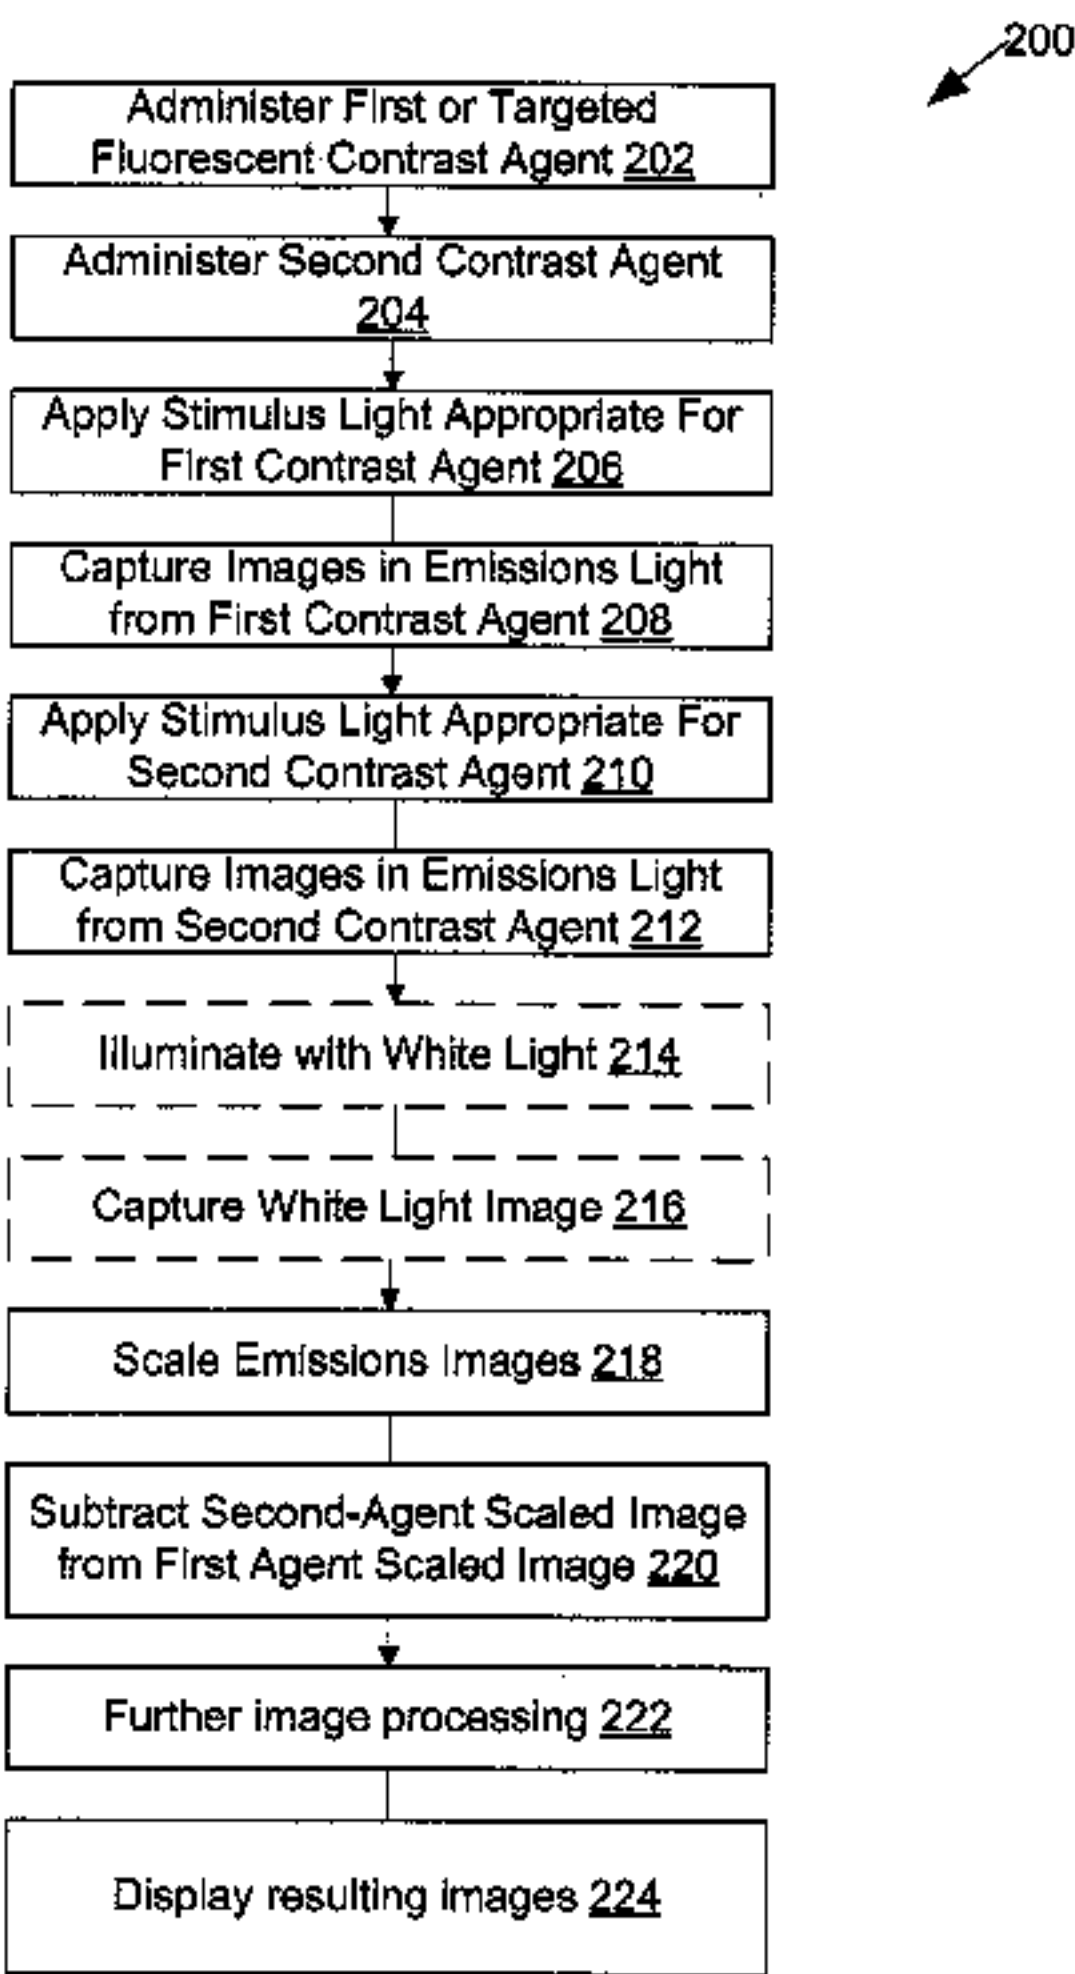 200
Administer First or Targeted
Fluorescent Contrast Agent 202
Administer Second Contrast Agent
204
Apply Stimulus Light Appropriate For
First Contrast Agent 206
Capture Images in Emissions Light
from First Contrast Agent 208
Apply Stimulus Light Appropriate For
Second Contrast Agent 210
Capture Images in Emissions Light
from Second Contrast Agent 212
Illuminate with White Light 214
Capture White Light Image 216
Scale Emissions Images 218
Subtract Second-Agent Scaled Image
from First Agent Scaled Image 220
Further image processing 222
Display resulting images 224